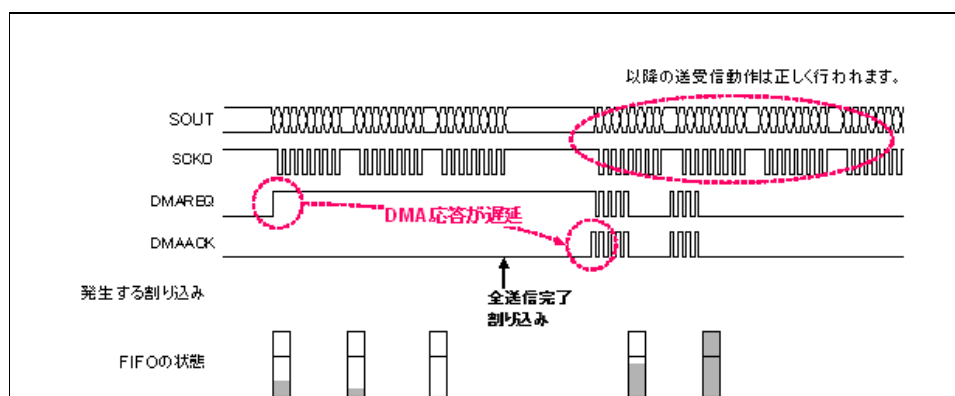 以降の送受信動作は正しく行われます。
SOUT
SCKO
DMAREQ
DMA応答が遅延
DMAACK
発生する割り込み
全送信完了
割り込み
FIFOの状態